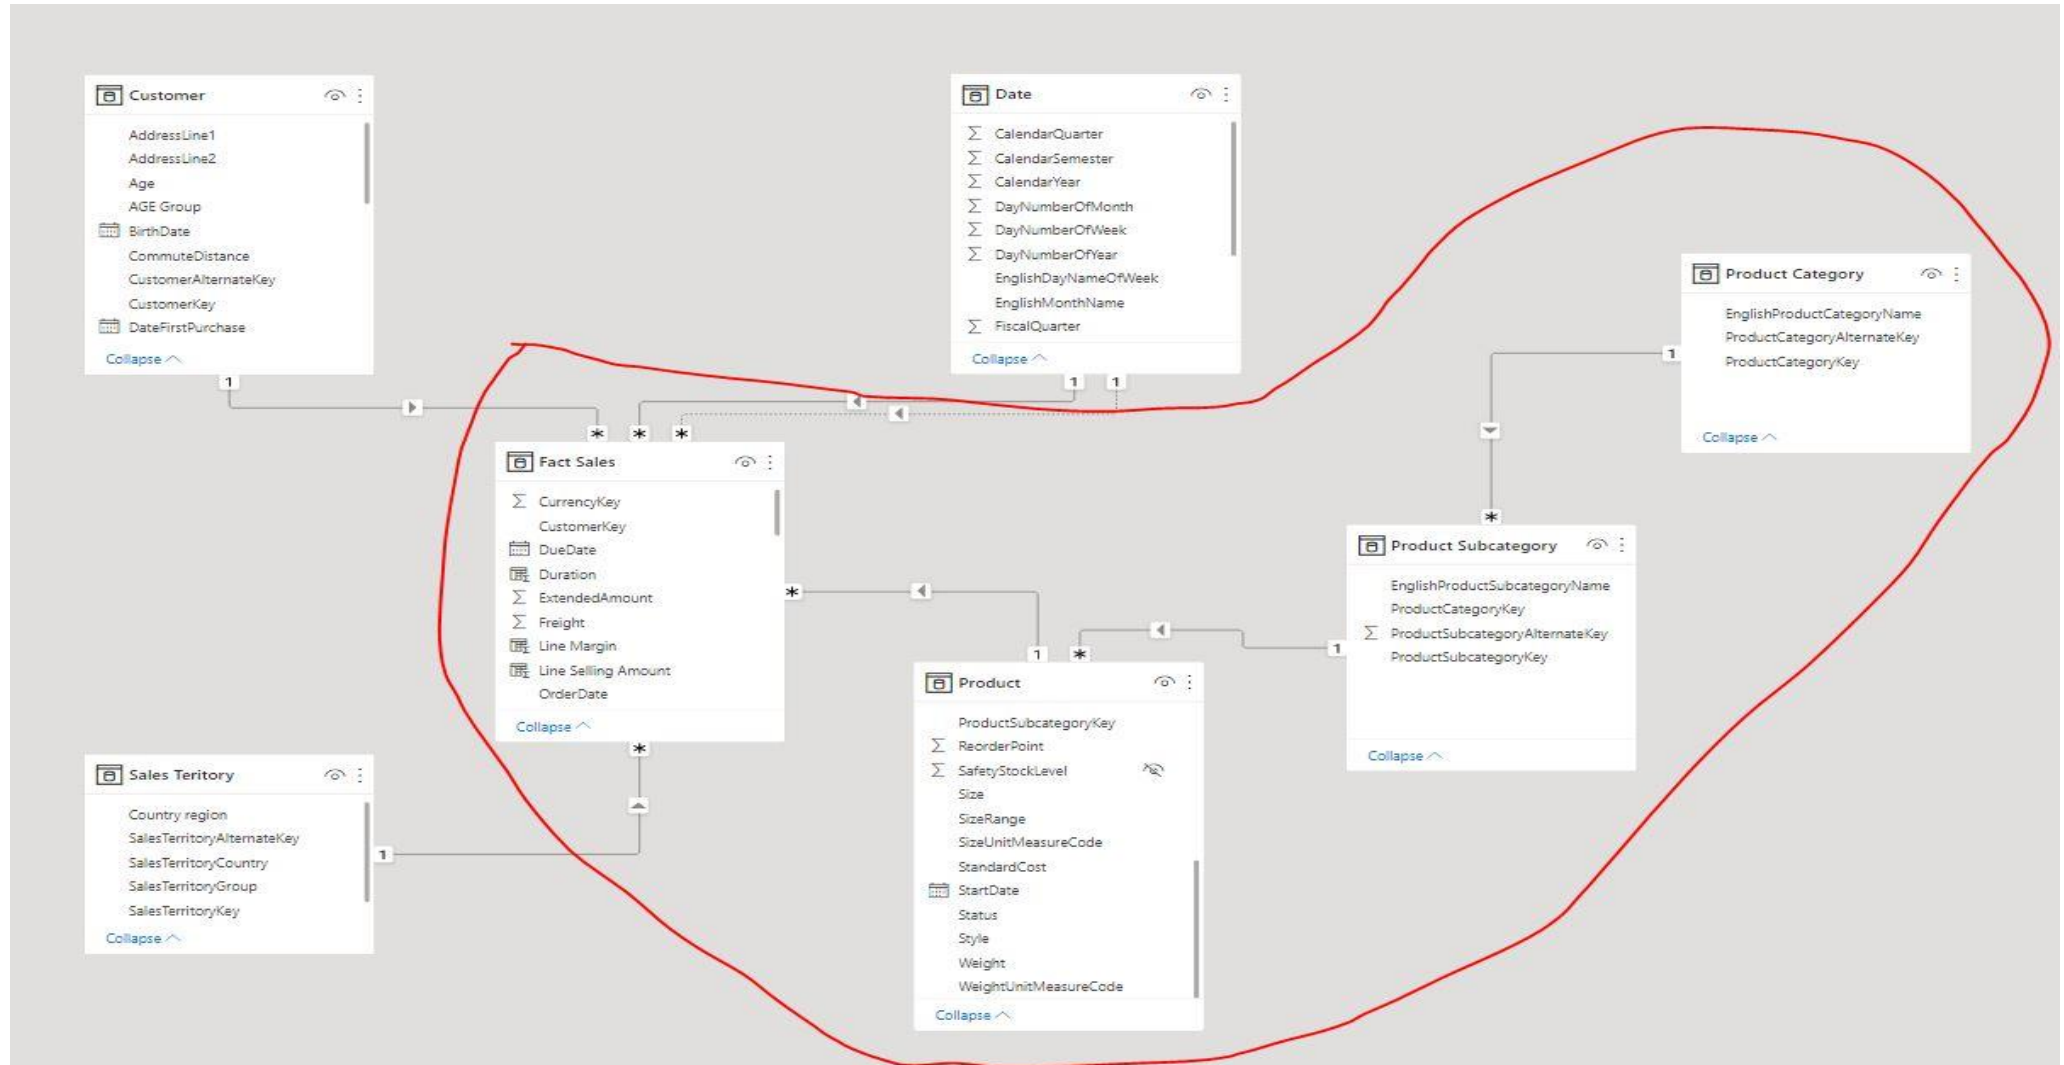 Customer
AddressLine1
AddressLine2
Age
AGE Group
BirthDate
CommuteDistance
CustomerAlternateKey
CustomerKey
DateFirstPurchase
Collapse
1
Date
CalendarQuarter
CalendarSemester
CalendarYear
DayNumberOfMonth
DayNumberOfWeek
DayNumberOfYear
EnglishDayNameOfWeek
EnglishMonthName
FiscalQuarter
Collapse
1 1
Product Category
EnglishProductCategoryName
ProductCategoryAlternateKey
ProductCategoryKey
Collapse
1
*
* * *
Fact Sales
CurrencyKey
CustomerKey
DueDate
Duration
ExtendedAmount
Freight
Line Margin
Line Selling Amount
OrderDate
Collapse
*
*
Product Subcategory
EnglishProductSubcategoryName
ProductCategoryKey
ProductSubcategoryAlternateKey
ProductSubcategoryKey
Collapse
1
1 *
Product
ProductSubcategoryKey
ReorderPoint
SafetyStockLevel
Size
SizeRange
SizeUnitMeasureCode
StandardCost
StartDate
Status
Style
Weight
WeightUnitMeasureCode
Collapse
Sales Teritory
Country region
SalesTerritoryAlternateKey
SalesTerritoryCountry
SalesTerritoryGroup
SalesTerritoryKey
Collapse
1